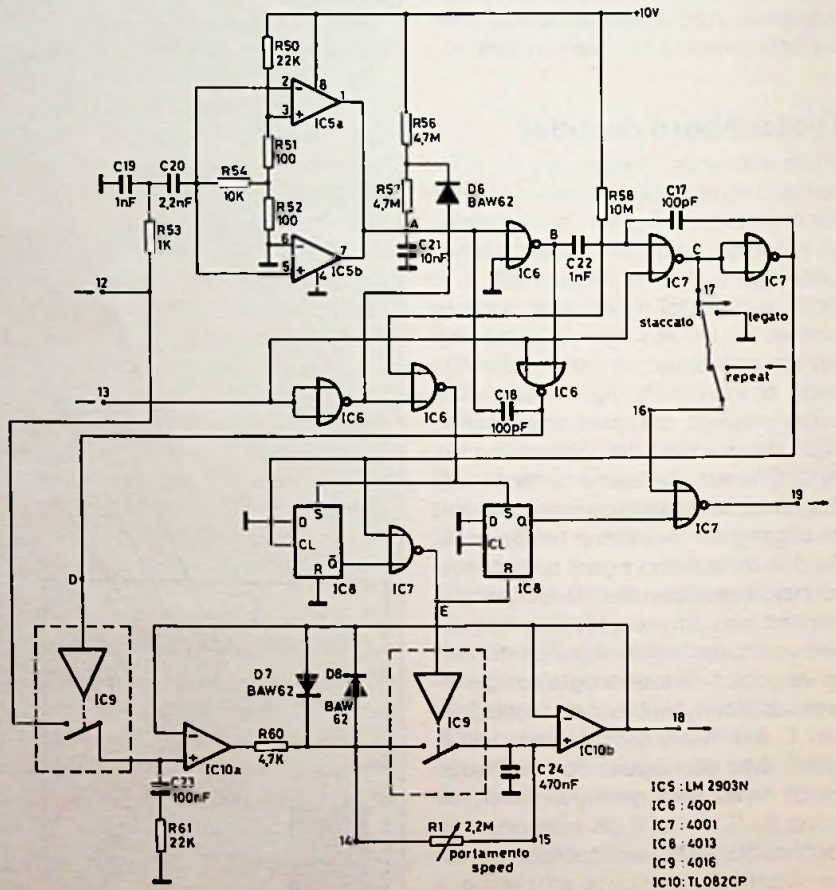 +10V
R50
22K
2
8
1
3
IC5a
R56
4,7M
C19
1nF
C20
2,2nF
R54
10K
R51
100
R57
4,7M
D6
BAW62
R58
10M
C17
100pF
R53
1K
R52
100
A
C21
10nF
B
C22
1nF
IC6
IC7
C
IC7
6
7
5
4
IC5b
12
17
staccato
legato
repeat
13
IC6
IC6
C18
100pF
IC6
16
D
S
CL
Q̅
R
IC8
IC7
D
S
Q
CL
R
IC8
IC7
19
D
E
D7
BAW62
D8
BAW
62
IC9
IC9
IC10a
R60
4,7K
IC10b
18
C23
100nF
C24
470nF
R61
22K
14
R1
2,2M
15
portamento
speed
IC5 : LM 2903N
IC6 : 4001
IC7 : 4001
IC8 : 4013
IC9 : 4016
IC10: TL082CP